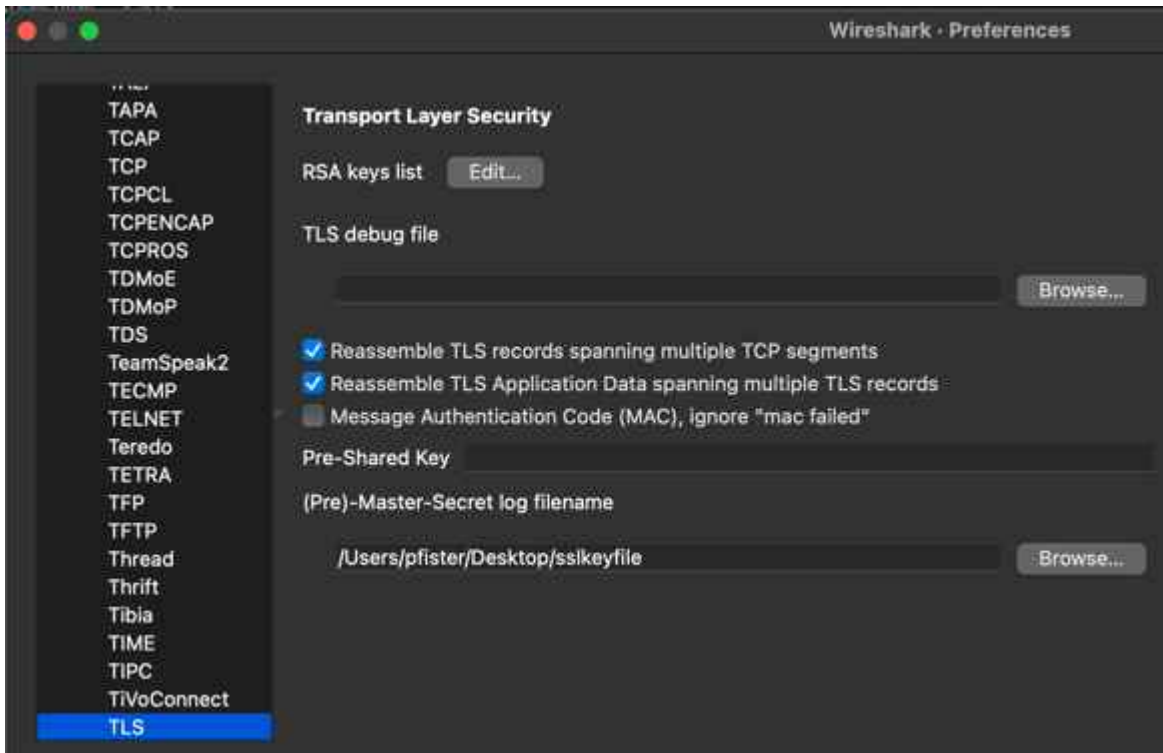 Wireshark · Preferences
TAPA
TCAP
TCP
TCPCL
TCPENCAP
TCPROS
TDMoE
TDMoP
TDS
TeamSpeak2
TECMP
TELNET
Teredo
TETRA
TFP
TFTP
Thread
Thrift
Tibia
TIME
TIPC
TiVoConnect
TLS
Transport Layer Security
RSA keys list Edit...
TLS debug file
Browse...
Reassemble TLS records spanning multiple TCP segments
Reassemble TLS Application Data spanning multiple TLS records
Message Authentication Code (MAC), ignore "mac failed"
Pre-Shared Key
(Pre)-Master-Secret log filename
/Users/pfister/Desktop/sslkeyfile Browse...